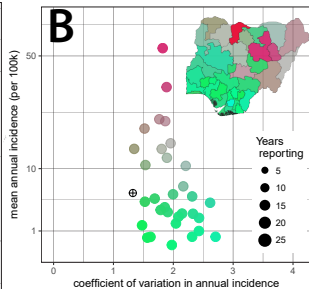 B
mean annual incidence (per 100k)
50
10
1
Years
reporting
5
10
15
20
25
0
1
2
3
4
coefficient of variation in annual incidence